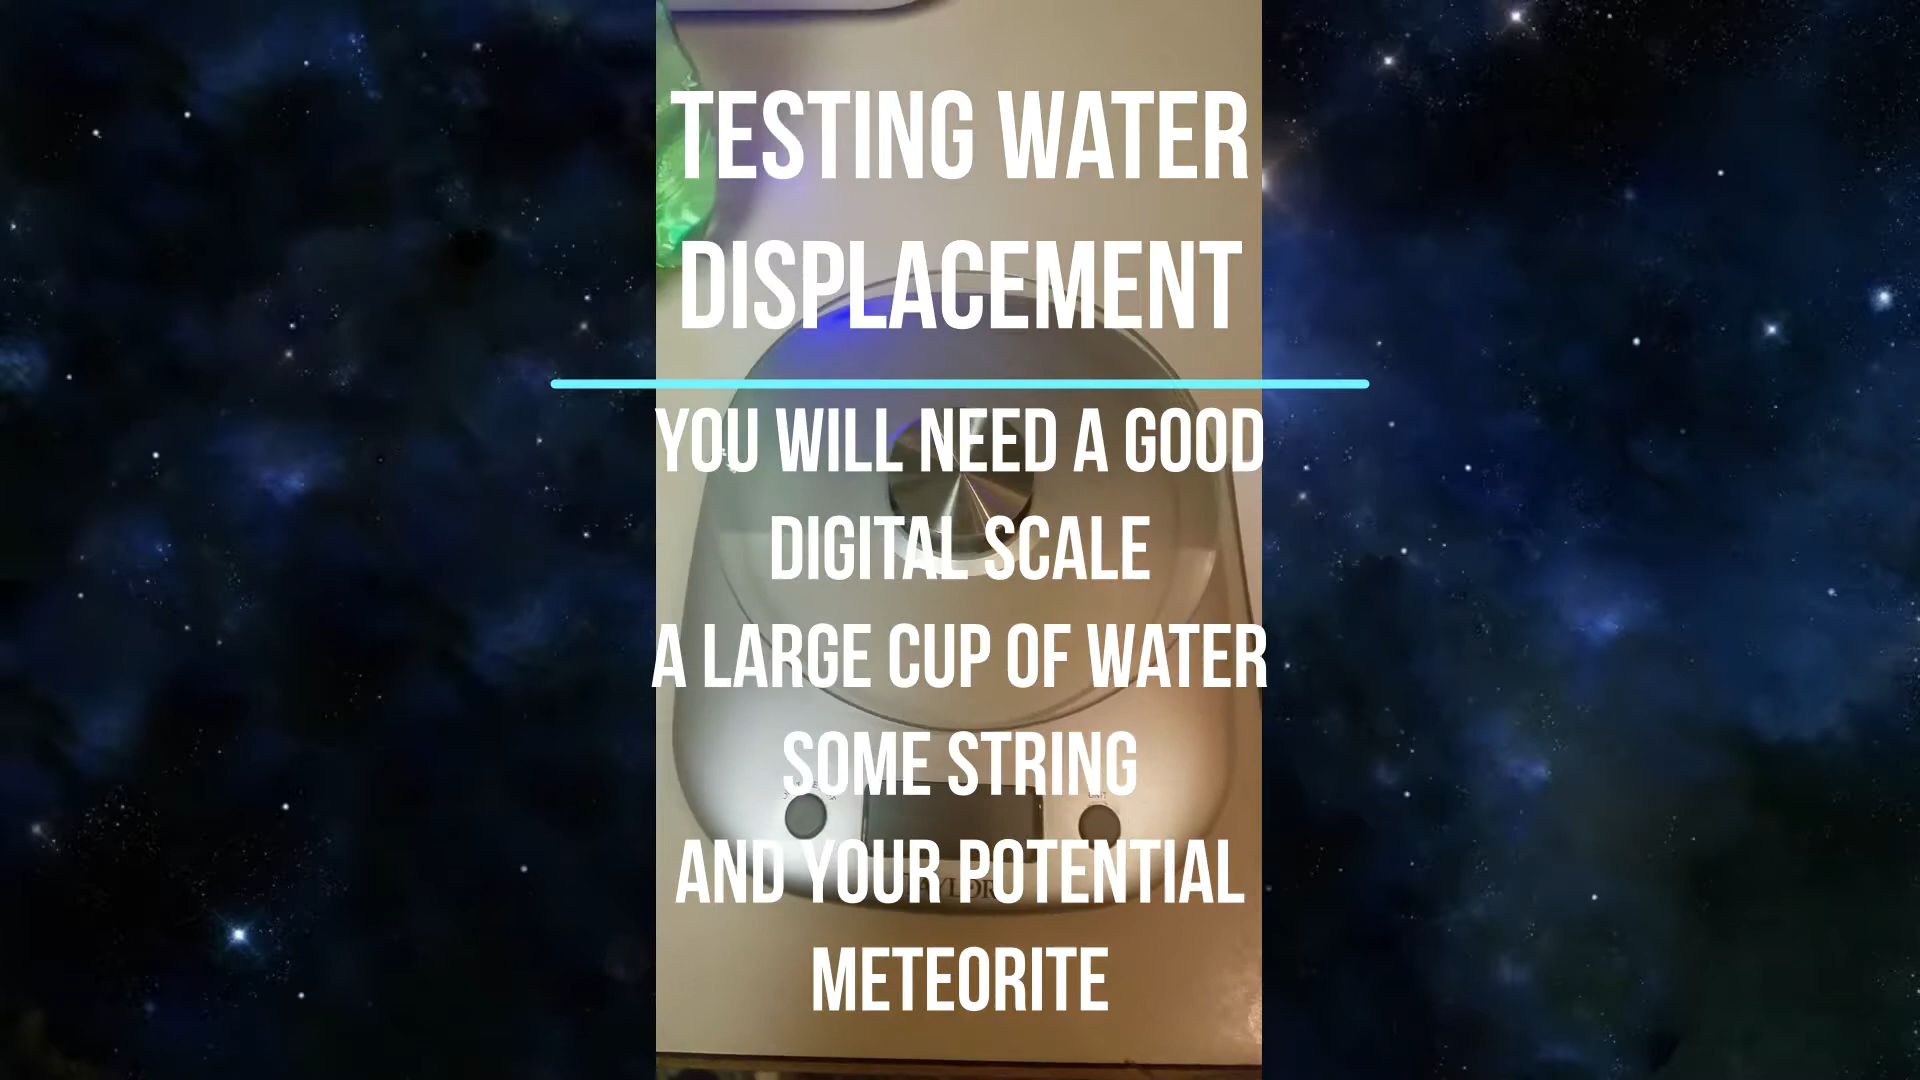 TESTING WATER
DISPLACEMENT
YOU WILL NEED A GOOD
DIGITAL SCALE
A LARGE CUP OF WATER
SOME STRING
AND YOUR POTENTIAL
METEORITE